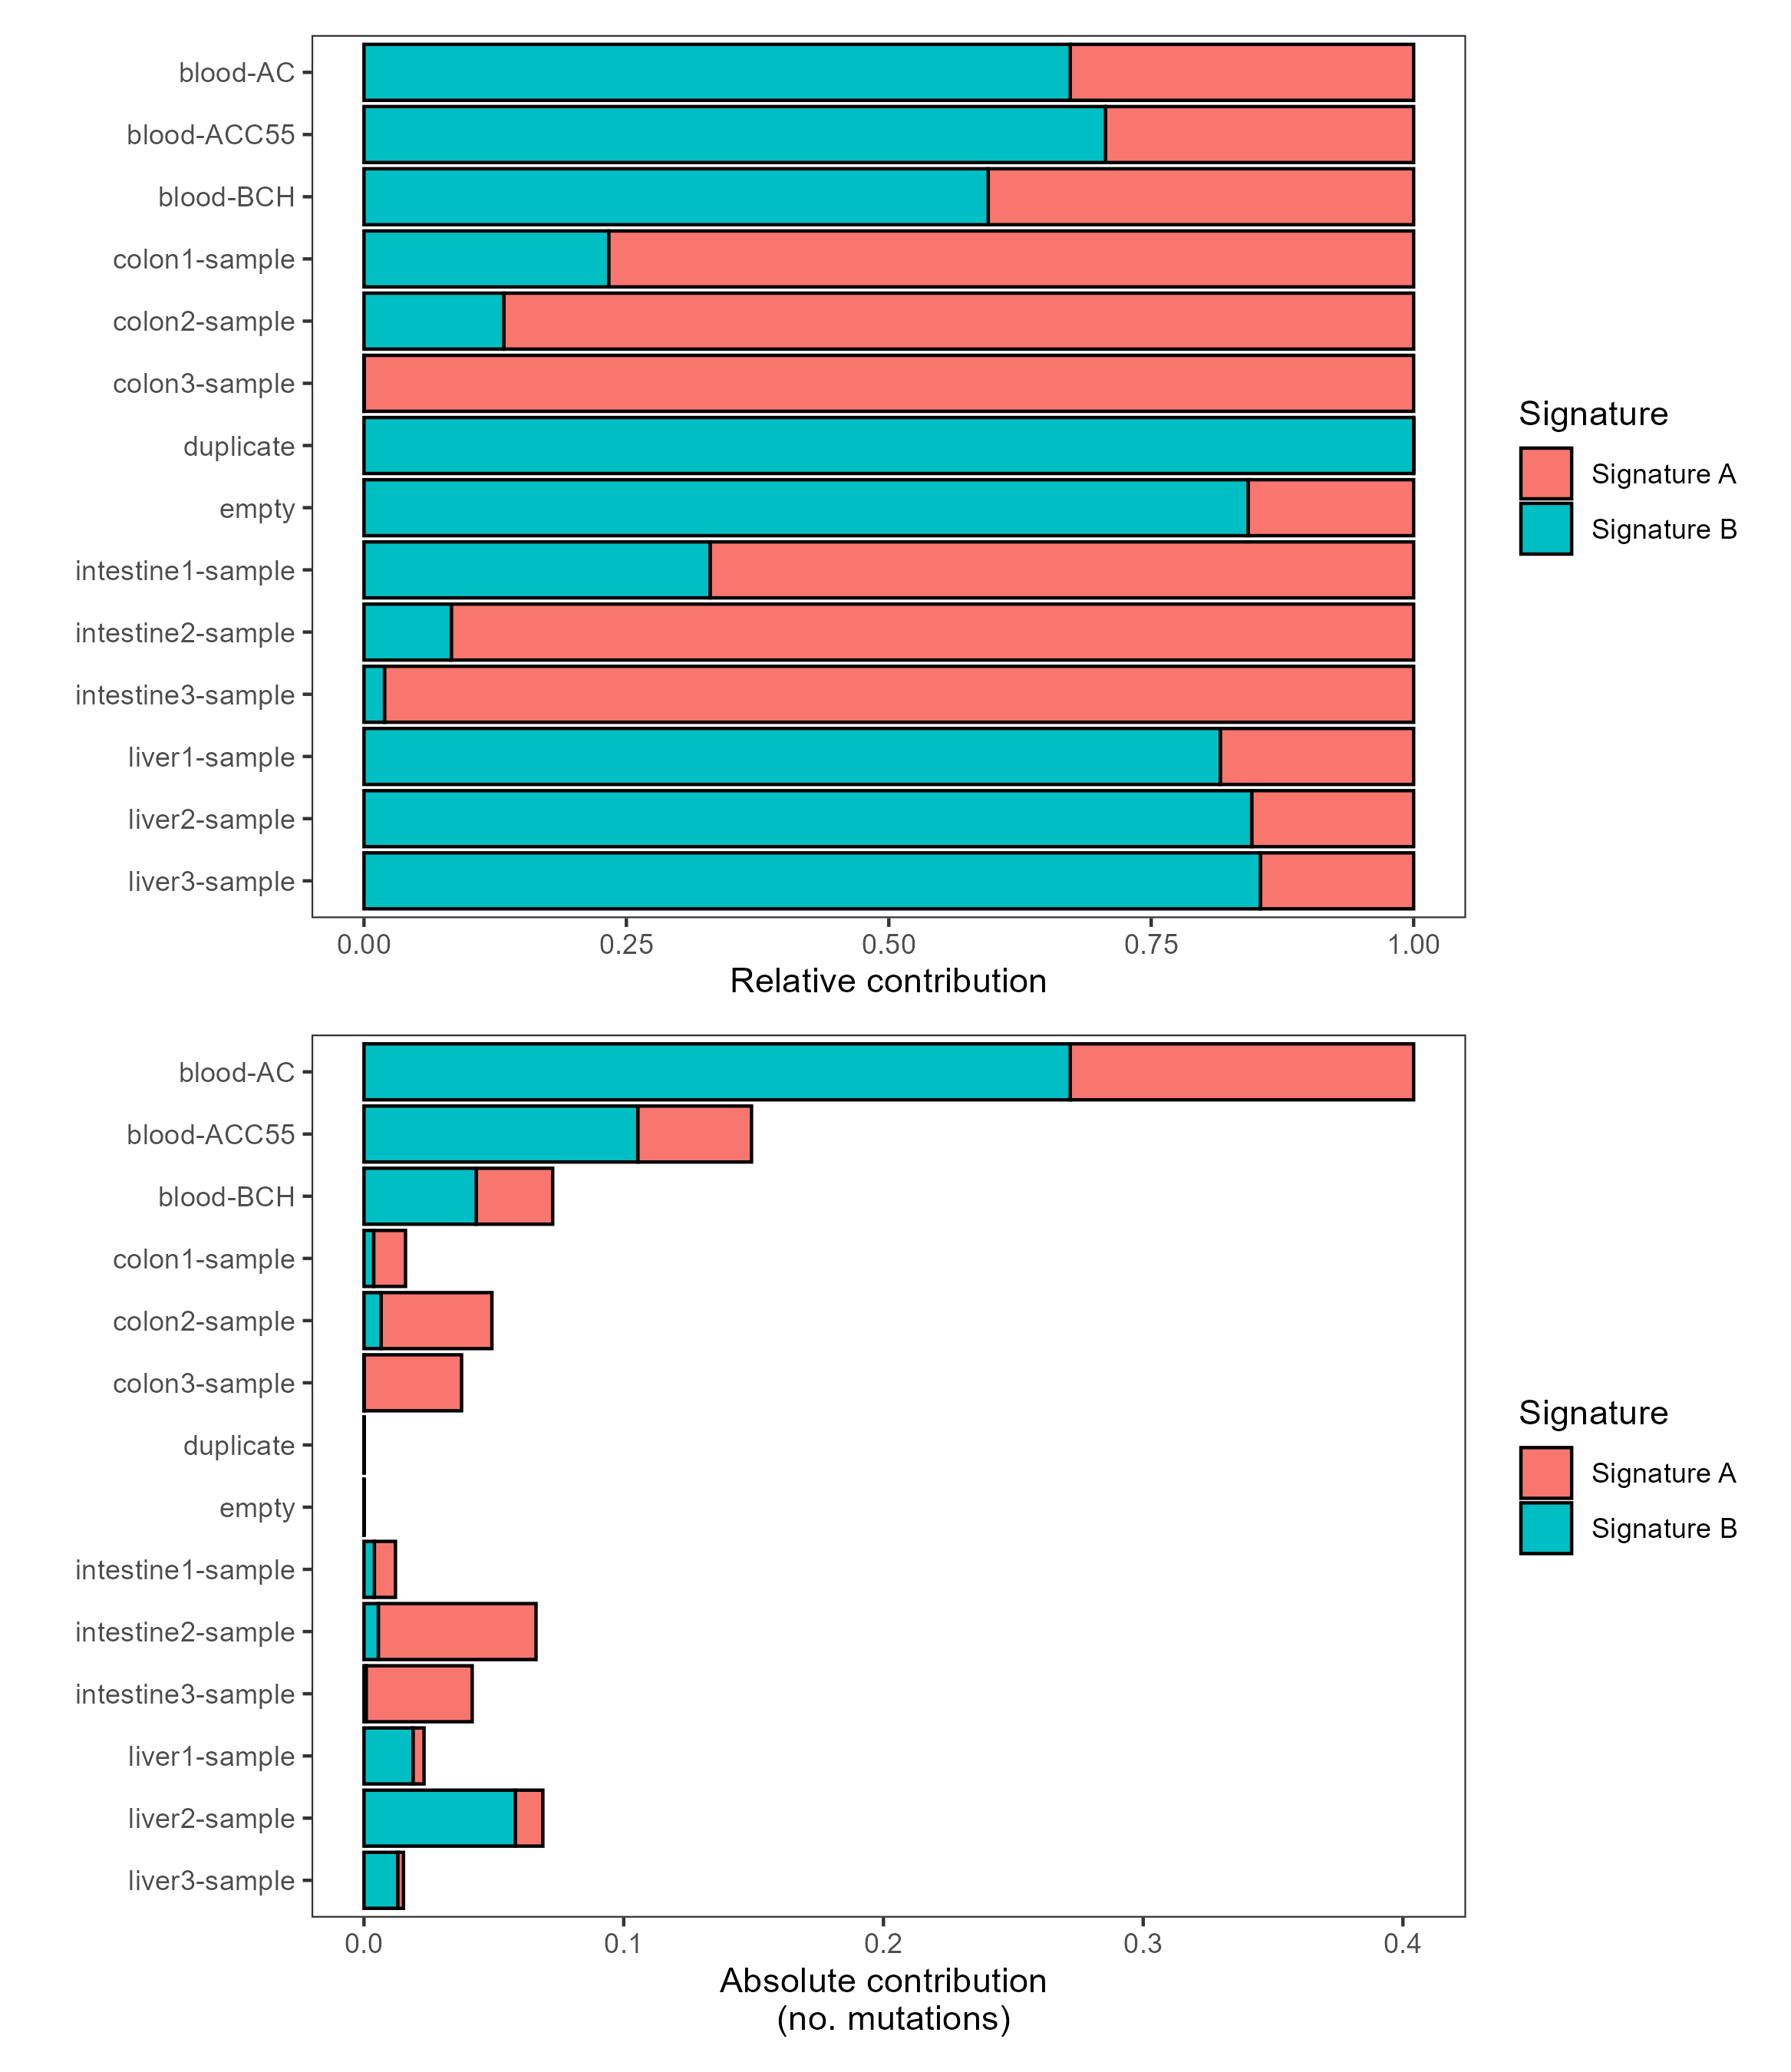 blood-AC
blood-ACC55
blood-BCH
colon1-sample
colon2-sample
colon3-sample
duplicate
empty
intestine1-sample
intestine2-sample
intestine3-sample
liver1-sample
liver2-sample
liver3-sample
0.00 0.25 0.50 0.75 1.00
Relative contribution
Signature
Signature A
Signature B
blood-AC
blood-ACC55
blood-BCH
colon1-sample
colon2-sample
colon3-sample
duplicate
empty
intestine1-sample
intestine2-sample
intestine3-sample
liver1-sample
liver2-sample
liver3-sample
0.0 0.1 0.2 0.3 0.4
Absolute contribution
(no. mutations)
Signature
Signature A
Signature B